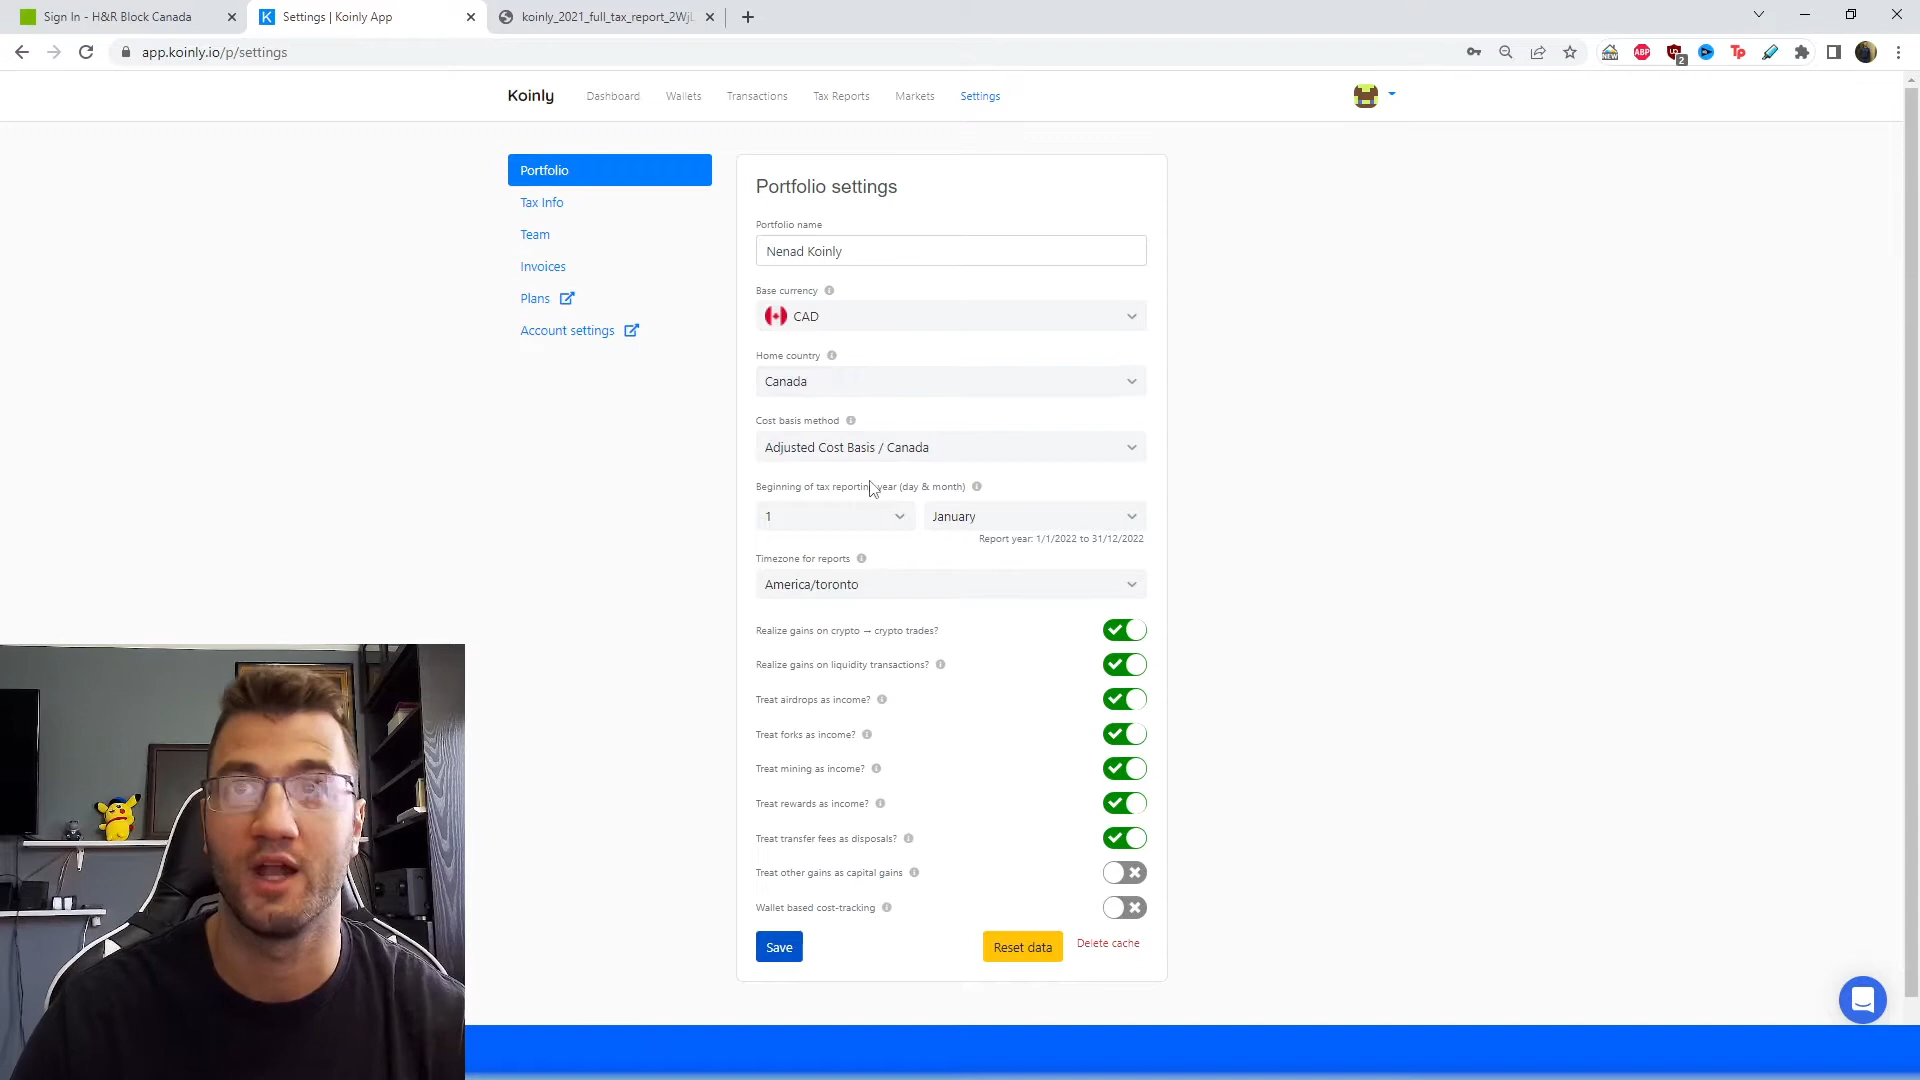 Sign In - H&R Block Canada
Settings | Koinly App
koinly_2021_full_tax_report_2WjL
app.koinly.io/p/settings
NEW
ABP
2
Tp
Koinly
Dashboard
Wallets
Transactions
Tax Reports
Markets
Settings
Portfolio
Tax Info
Team
Invoices
Plans
Account settings
Portfolio settings
Portfolio name
Nenad Koinly
Base currency
CAD
Home country
Canada
Cost basis method
Adjusted Cost Basis / Canada
Beginning of tax reporting year (day & month)
1
January
Report year: 1/1/2022 to 31/12/2022
Timezone for reports
America/toronto
Realize gains on crypto → crypto trades?
Realize gains on liquidity transactions?
Treat airdrops as income?
Treat forks as income?
Treat mining as income?
Treat rewards as income?
Treat transfer fees as disposals?
Treat other gains as capital gains
Wallet based cost-tracking
Save
Reset data
Delete cache